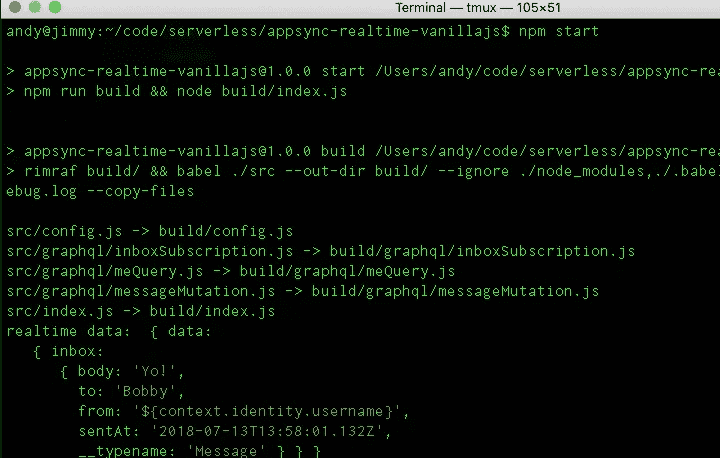 Terminal — tmux — 105×51
andy@jimmy:~/code/serverless/appsync-realtime-vanillajs$ npm start
> appsync-realtime-vanillajs@1.0.0 start /Users/andy/code/serverless/appsync-rea
> npm run build && node build/index.js
> appsync-realtime-vanillajs@1.0.0 build /Users/andy/code/serverless/appsync-rea
> rimraf build/ && babel ./src --out-dir build/ --ignore ./node_modules,./.babel
ebug.log --copy-files
src/config.js -> build/config.js
src/graphql/inboxSubscription.js -> build/graphql/inboxSubscription.js
src/graphql/meQuery.js -> build/graphql/meQuery.js
src/graphql/messageMutation.js -> build/graphql/messageMutation.js
src/index.js -> build/index.js
realtime data:  { data:
   { inbox:
      { body: 'Yo!',
        to: 'Bobby',
        from: '${context.identity.username}',
        sentAt: '2018-07-13T13:58:01.132Z',
        __typename: 'Message' } } }